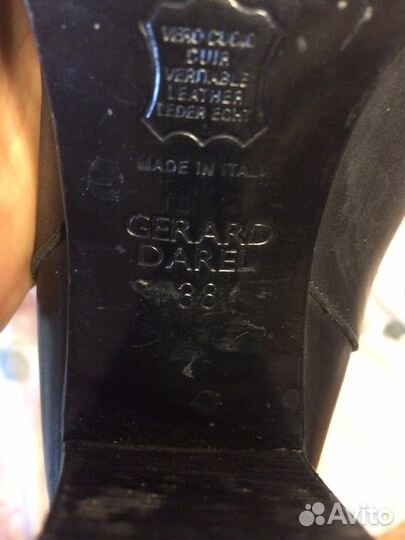 VERO CUOIO
CUIR
VERITABLE
LEATHER
LEDER ECHT
MADE IN ITALY
GERARD
DAREL
38
Avito